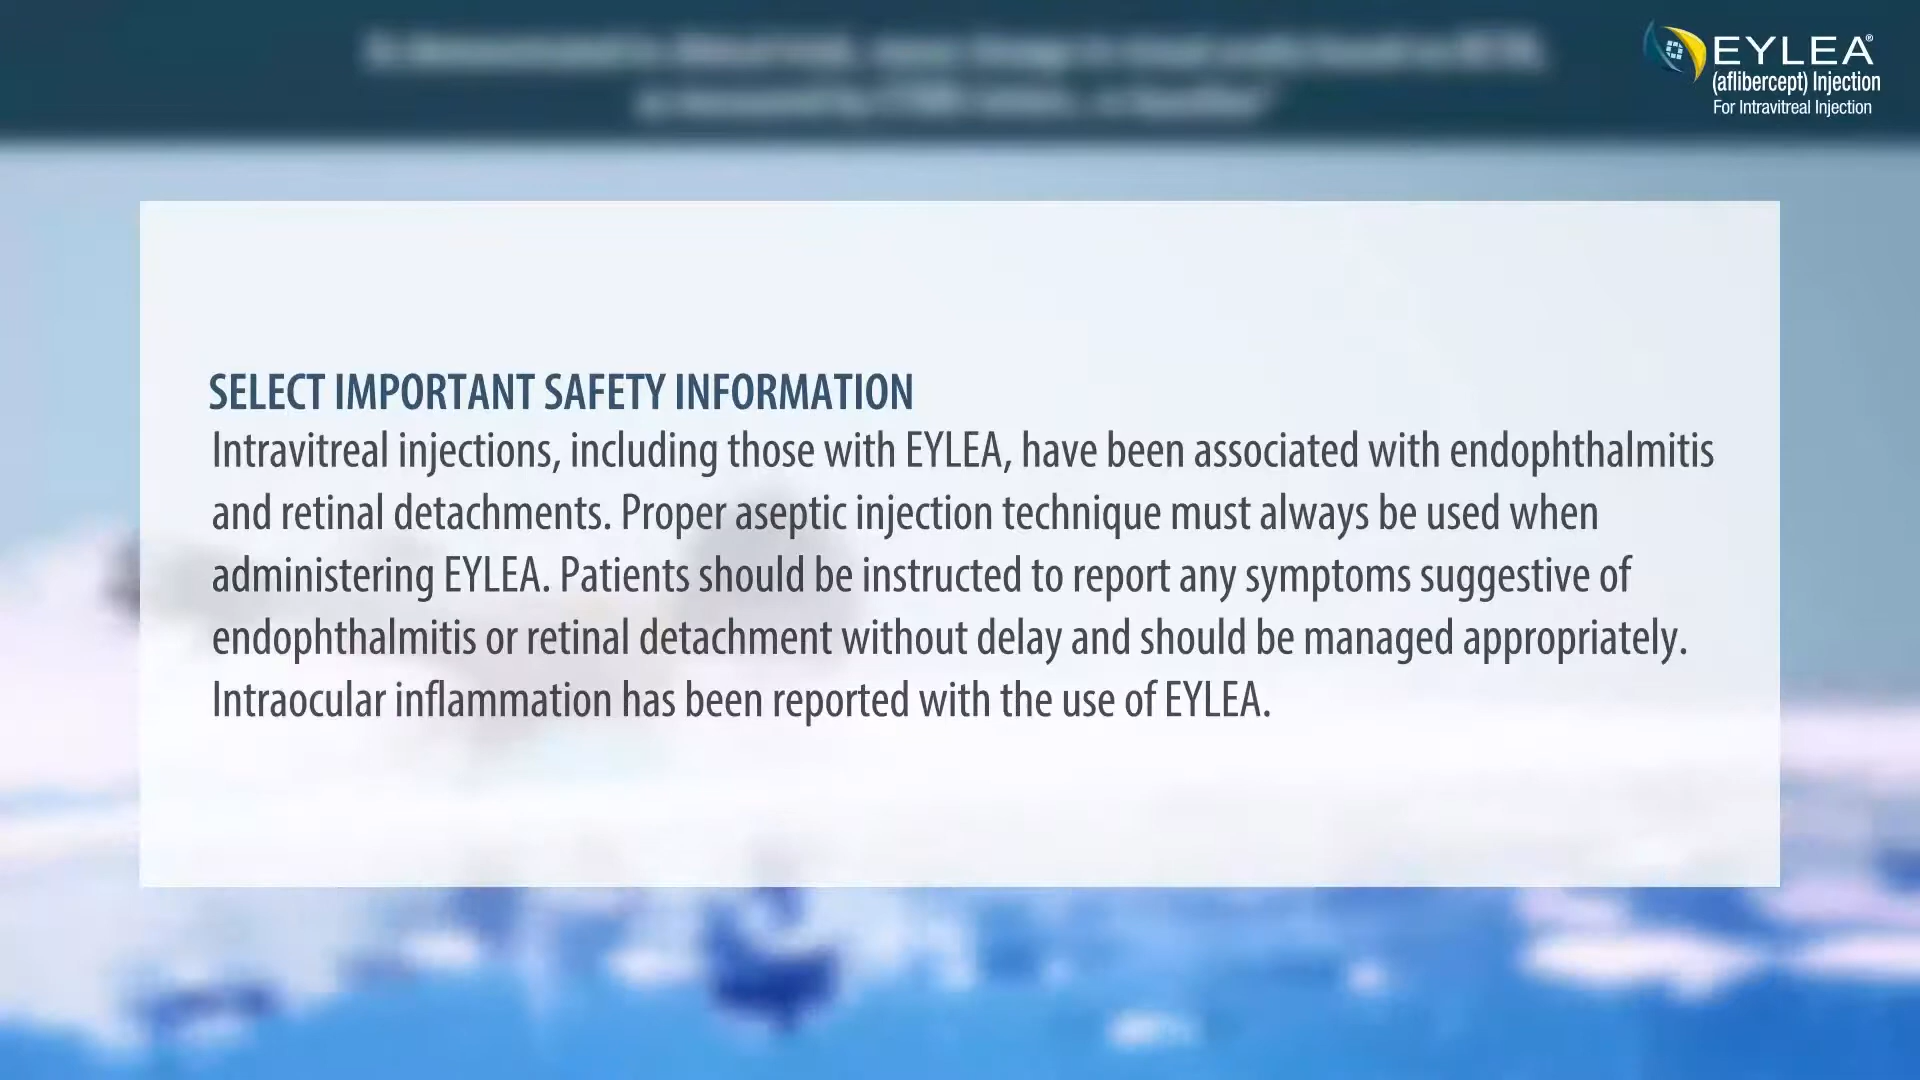 EYLEA®
(aflibercept) Injection
For Intravitreal Injection
SELECT IMPORTANT SAFETY INFORMATION
Intravitreal injections, including those with EYLEA, have been associated with endophthalmitis
and retinal detachments. Proper aseptic injection technique must always be used when
administering EYLEA. Patients should be instructed to report any symptoms suggestive of
endophthalmitis or retinal detachment without delay and should be managed appropriately.
Intraocular inflammation has been reported with the use of EYLEA.